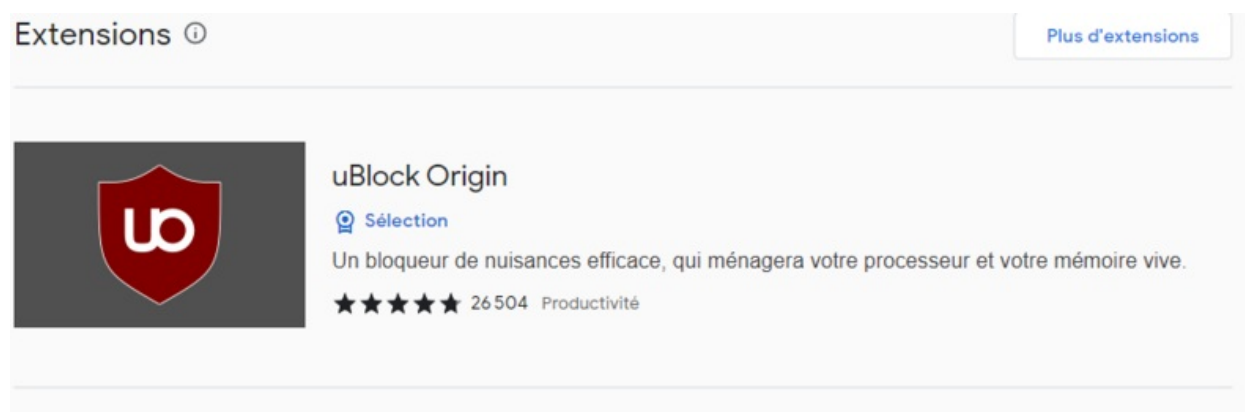 Extensions
Plus d'extensions
uo
uBlock Origin
Sélection
Un bloqueur de nuisances efficace, qui ménagera votre processeur et votre mémoire vive.
26 504 Productivité